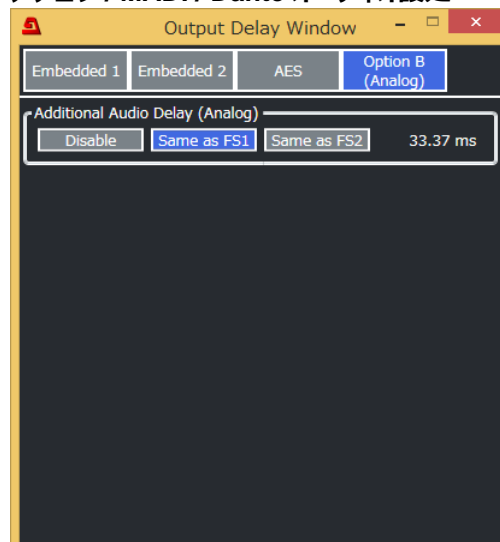 Output Delay Window
Embedded 1
Embedded 2
AES
Option B
(Analog)
Additional Audio Delay (Analog)
Disable
Same as FS1
Same as FS2
33.37 ms